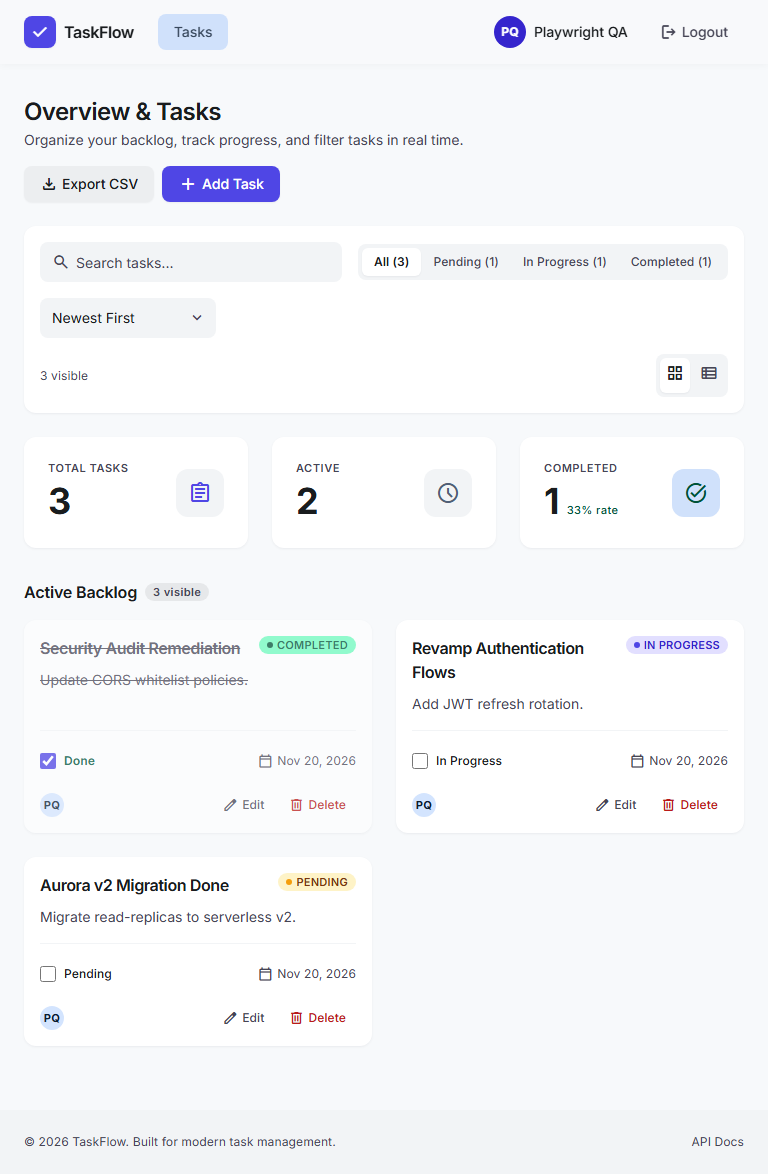 TaskFlow
Tasks
PQ
Playwright QA
Logout
Overview & Tasks
Organize your backlog, track progress, and filter tasks in real time.
Export CSV
Add Task
Search tasks...
All (3)
Pending (1)
In Progress (1)
Completed (1)
Newest First
3 visible
TOTAL TASKS
3
ACTIVE
2
COMPLETED
1 33% rate
Active Backlog
3 visible
Security Audit Remediation
COMPLETED
Update CORS whitelist policies.
Done
Nov 20, 2026
PQ
Edit
Delete
Revamp Authentication
Flows
IN PROGRESS
Add JWT refresh rotation.
In Progress
Nov 20, 2026
PQ
Edit
Delete
Aurora v2 Migration Done
PENDING
Migrate read-replicas to serverless v2.
Pending
Nov 20, 2026
PQ
Edit
Delete
© 2026 TaskFlow. Built for modern task management.
API Docs